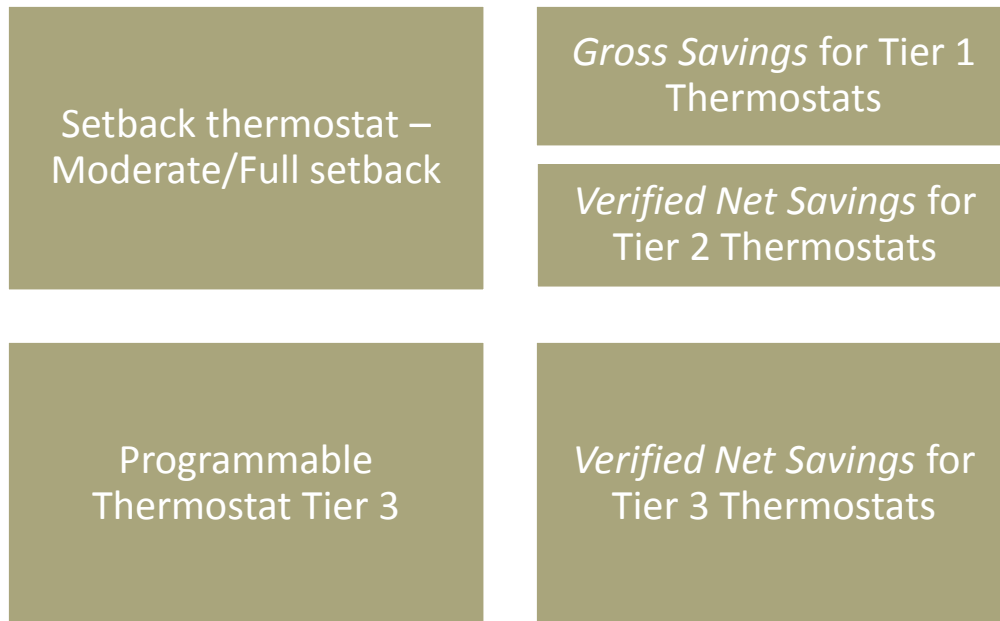 Setback thermostat –
Moderate/Full setback
Gross Savings for Tier 1
Thermostats
Verified Net Savings for
Tier 2 Thermostats
Programmable
Thermostat Tier 3
Verified Net Savings for
Tier 3 Thermostats